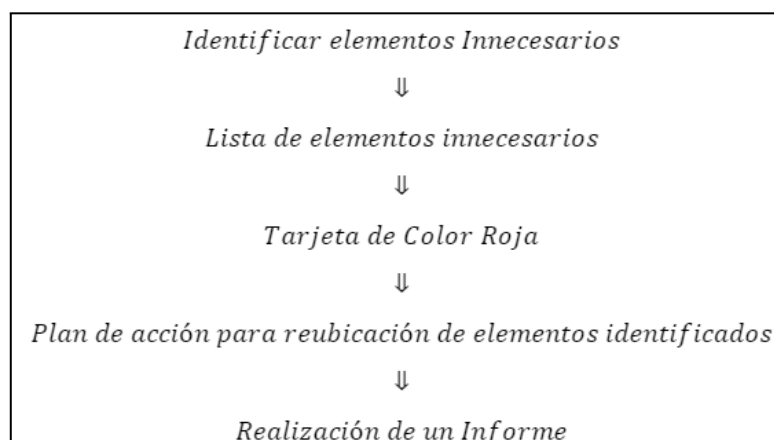 Identificar elementos Innecesarios
⇓
Lista de elementos innecesarios
⇓
Tarjeta de Color Roja
⇓
Plan de acción para reubicación de elementos identificados
⇓
Realización de un Informe